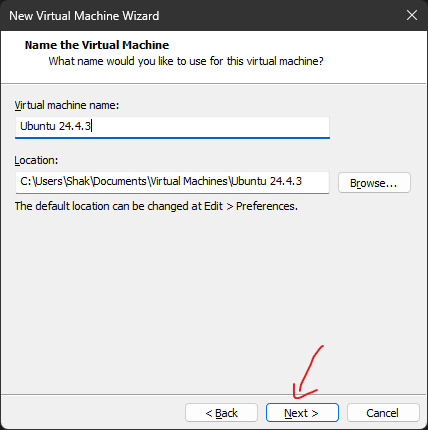 New Virtual Machine Wizard
Name the Virtual Machine
What name would you like to use for this virtual machine?
Virtual machine name:
Ubuntu 24.4.3
Location:
C:\Users\Shak\Documents\Virtual Machines\Ubuntu 24.4.3
Browse...
The default location can be changed at Edit > Preferences.
< Back
Next >
Cancel